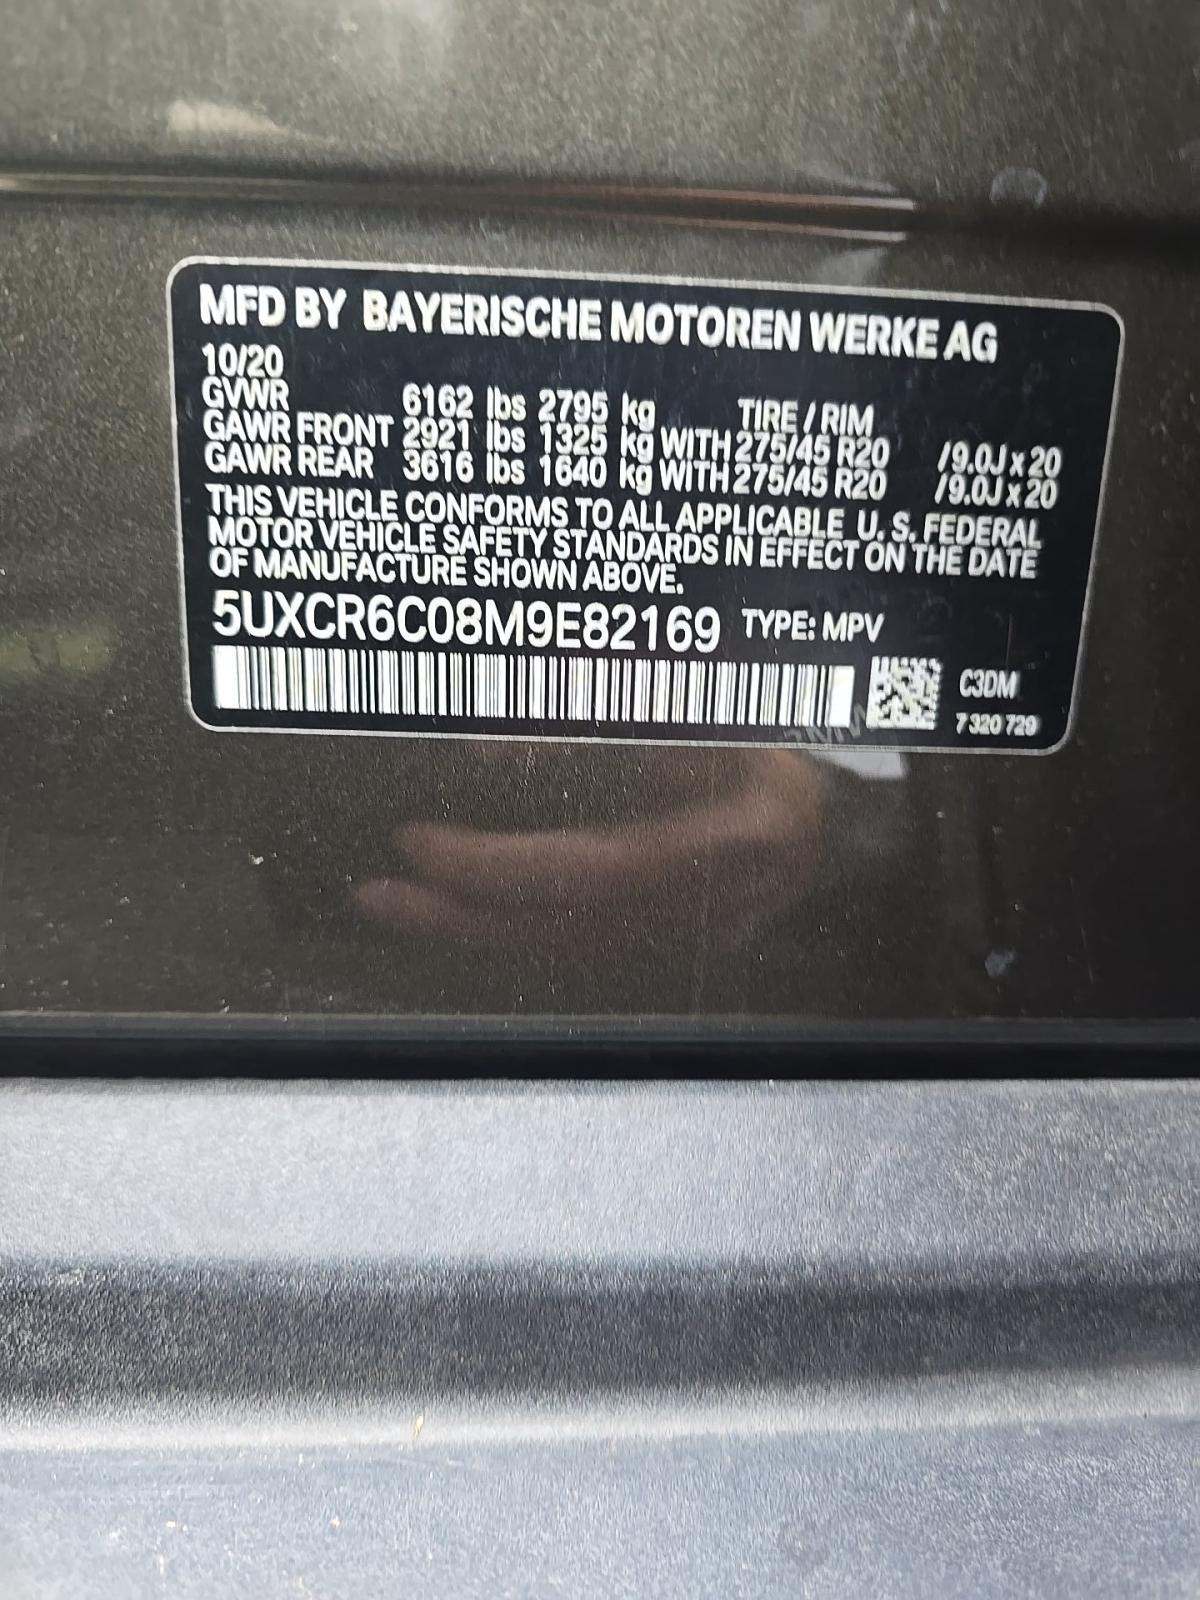 MFD BY BAYERISCHE MOTOREN WERKE AG
10/20
GVWR 6162 lbs 2795 kg TIRE / RIM
GAWR FRONT 2921 lbs 1325 kg WITH 275/45 R20 /9.0J x 20
GAWR REAR 3616 lbs 1640 kg WITH 275/45 R20 /9.0J x 20
THIS VEHICLE CONFORMS TO ALL APPLICABLE U. S. FEDERAL
MOTOR VEHICLE SAFETY STANDARDS IN EFFECT ON THE DATE
OF MANUFACTURE SHOWN ABOVE.
5UXCR6C08M9E82169 TYPE: MPV
C3DM
7 320 729